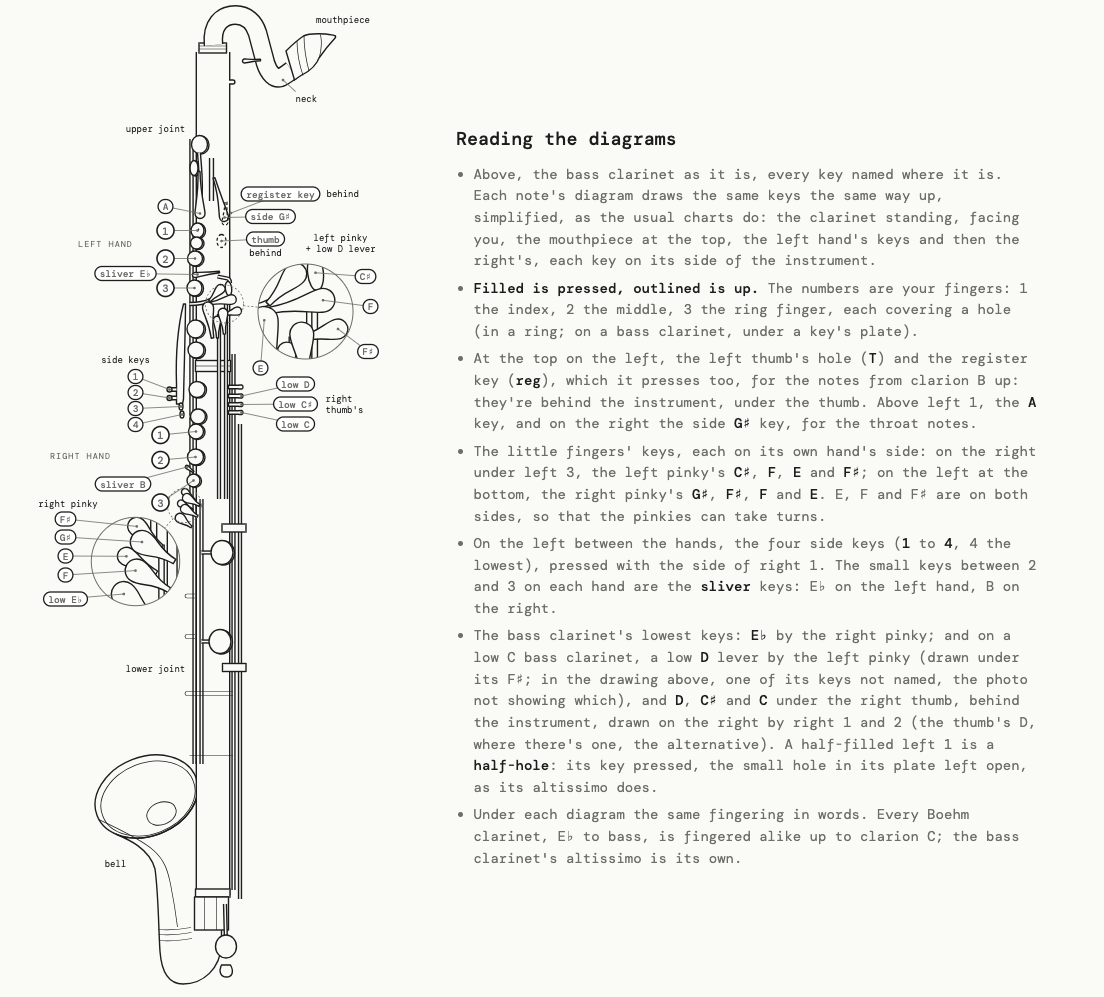 mouthpiece
neck
upper joint
register key behind
A
side G♯
1
thumb
behind
left pinky
+ low D lever
LEFT HAND
2
sliver E♭
C♯
3
F
F♯
side keys
E
1
low D
2
3
low C♯
right
thumb's
4
low C
1
RIGHT HAND
2
sliver B
right pinky
3
F♯
G♯
E
F
low E♭
lower joint
bell
Reading the diagrams
• Above, the bass clarinet as it is, every key named where it is.
Each note's diagram draws the same keys the same way up,
simplified, as the usual charts do: the clarinet standing, facing
you, the mouthpiece at the top, the left hand's keys and then the
right's, each key on its side of the instrument.
• Filled is pressed, outlined is up. The numbers are your fingers: 1
the index, 2 the middle, 3 the ring finger, each covering a hole
(in a ring; on a bass clarinet, under a key's plate).
• At the top on the left, the left thumb's hole (T) and the register
key (reg), which it presses too, for the notes from clarion B up:
they're behind the instrument, under the thumb. Above left 1, the A
key, and on the right the side G♯ key, for the throat notes.
• The little fingers' keys, each on its own hand's side: on the right
under left 3, the left pinky's C♯, F, E and F♯; on the left at the
bottom, the right pinky's G♯, F♯, F and E. E, F and F♯ are on both
sides, so that the pinkies can take turns.
• On the left between the hands, the four side keys (1 to 4, 4 the
lowest), pressed with the side of right 1. The small keys between 2
and 3 on each hand are the sliver keys: E♭ on the left hand, B on
the right.
• The bass clarinet's lowest keys: E♭ by the right pinky; and on a
low C bass clarinet, a low D lever by the left pinky (drawn under
its F♯; in the drawing above, one of its keys not named, the photo
not showing which), and D, C♯ and C under the right thumb, behind
the instrument, drawn on the right by right 1 and 2 (the thumb's D,
where there's one, the alternative). A half-filled left 1 is a
half-hole: its key pressed, the small hole in its plate left open,
as its altissimo does.
• Under each diagram the same fingering in words. Every Boehm
clarinet, E♭ to bass, is fingered alike up to clarion C; the bass
clarinet's altissimo is its own.